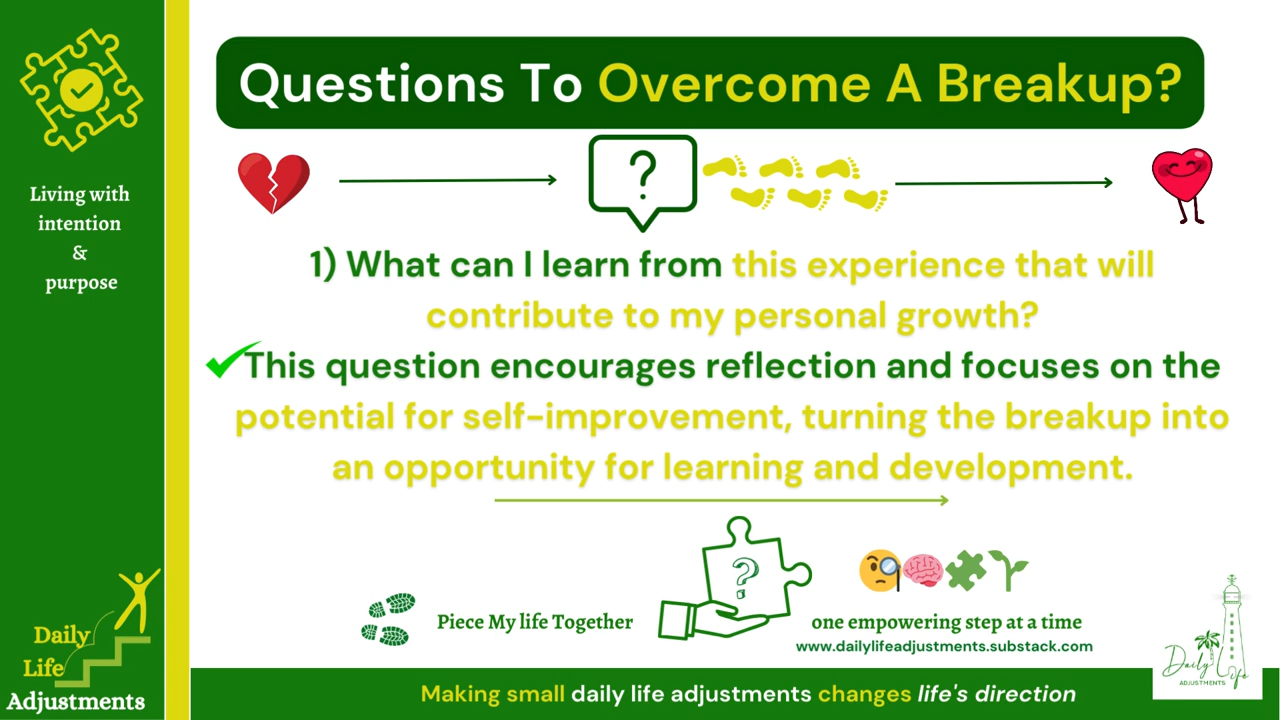 Questions To Overcome A Breakup?
Living with
intention
&
purpose
?
1) What can I learn from this experience that will
contribute to my personal growth?
This question encourages reflection and focuses on the
potential for self-improvement, turning the breakup into
an opportunity for learning and development.
?
Piece My life Together
one empowering step at a time
www.dailylifeadjustments.substack.com
Daily
Life
Adjustments
Daily Life
ADJUSTMENTS
Making small daily life adjustments changes life's direction